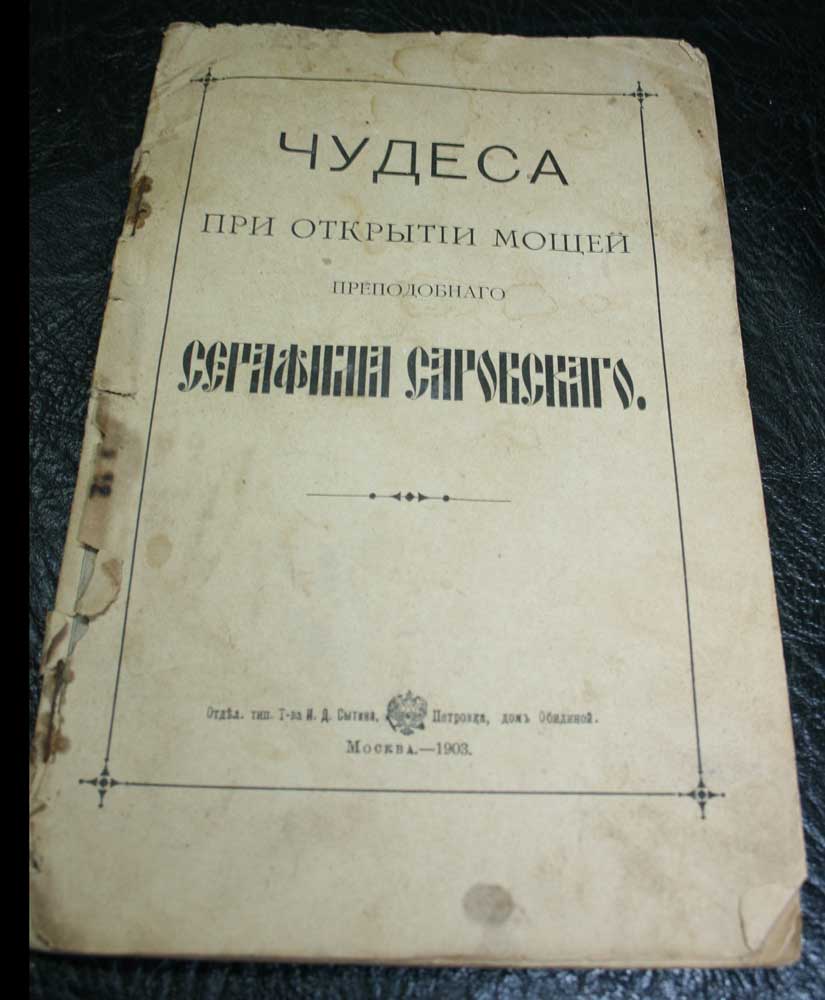 ЧУДЕСА
ПРИ ОТКРЫТІИ МОЩЕЙ
ПРЕПОДОБНАГО
СЕРАФИМА САРОВСКАГО.
Отдѣл. тип. Т-ва И. Д. Сытина, Петровка, домъ Обидиной.
Москва.—1903.